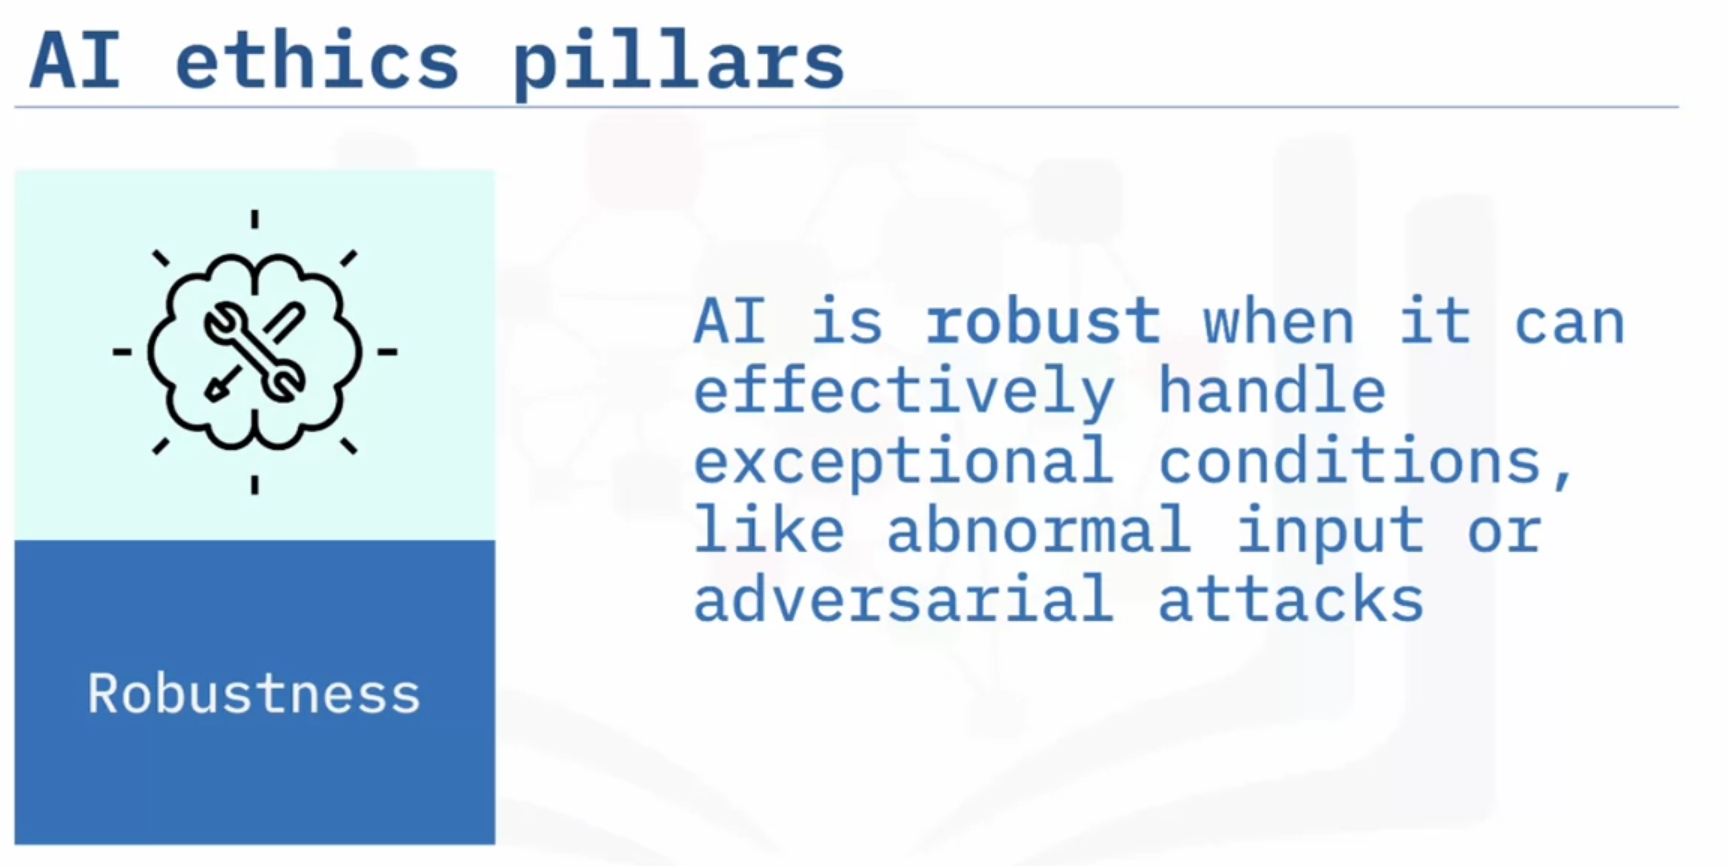 AI ethics pillars
AI is robust when it can
effectively handle
exceptional conditions,
like abnormal input or
adversarial attacks
Robustness